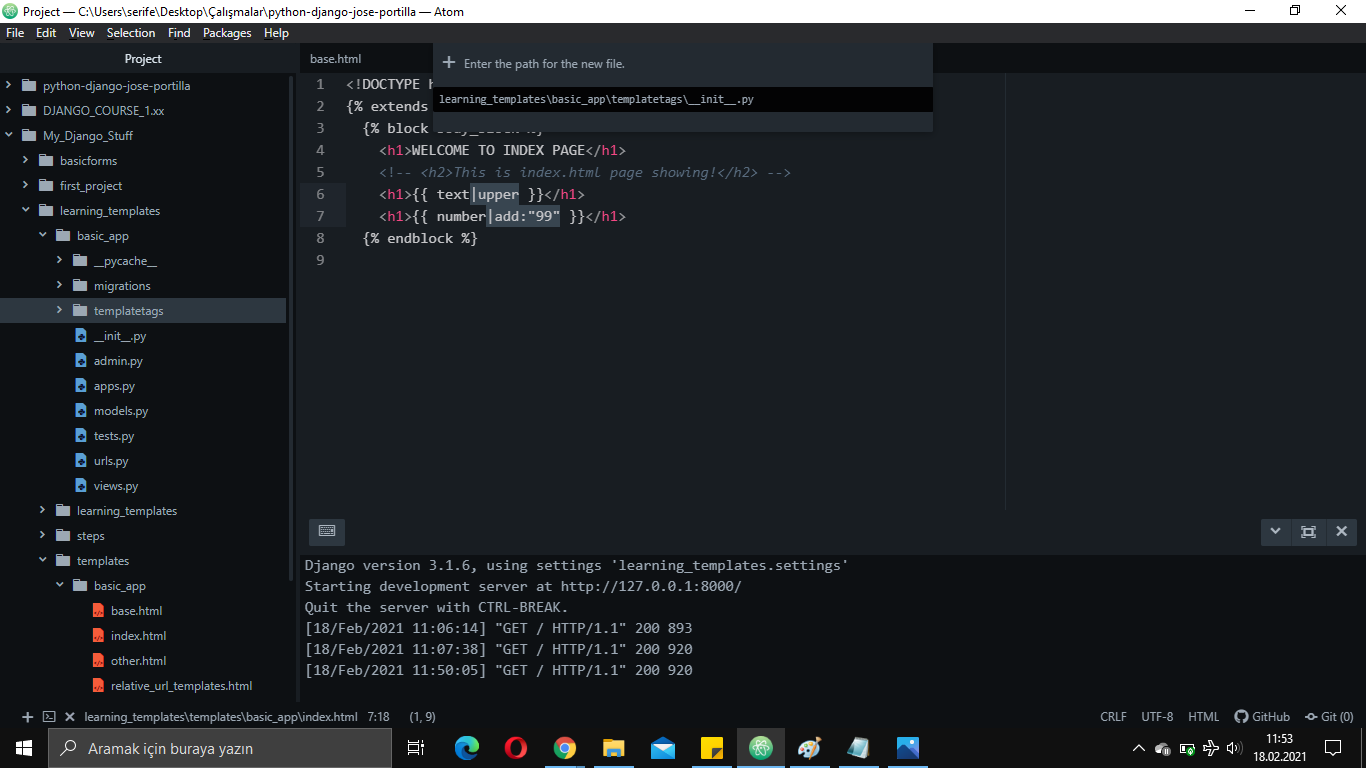 Project — C:\Users\serife\Desktop\Çalışmalar\python-django-jose-portilla — Atom
File Edit View Selection Find Packages Help
Project
python-django-jose-portilla
DJANGO_COURSE_1.xx
My_Django_Stuff
basicforms
first_project
learning_templates
basic_app
__pycache__
migrations
templatetags
__init__.py
admin.py
apps.py
models.py
tests.py
urls.py
views.py
learning_templates
steps
templates
basic_app
base.html
index.html
other.html
relative_url_templates.html
base.html
Enter the path for the new file.
learning_templates\basic_app\templatetags\__init__.py
1 <!DOCTYPE
2 {% extends
3 {% block
4 <h1>WELCOME TO INDEX PAGE</h1>
5 <!-- <h2>This is index.html page showing!</h2> -->
6 <h1>{{ text|upper }}</h1>
7 <h1>{{ number|add:"99" }}</h1>
8 {% endblock %}
9
Django version 3.1.6, using settings 'learning_templates.settings'
Starting development server at http://127.0.0.1:8000/
Quit the server with CTRL-BREAK.
[18/Feb/2021 11:06:14] "GET / HTTP/1.1" 200 893
[18/Feb/2021 11:07:38] "GET / HTTP/1.1" 200 920
[18/Feb/2021 11:50:05] "GET / HTTP/1.1" 200 920
learning_templates\templates\basic_app\index.html 7:18 (1, 9) CRLF UTF-8 HTML GitHub Git (0)
Aramak için buraya yazın
11:53
18.02.2021